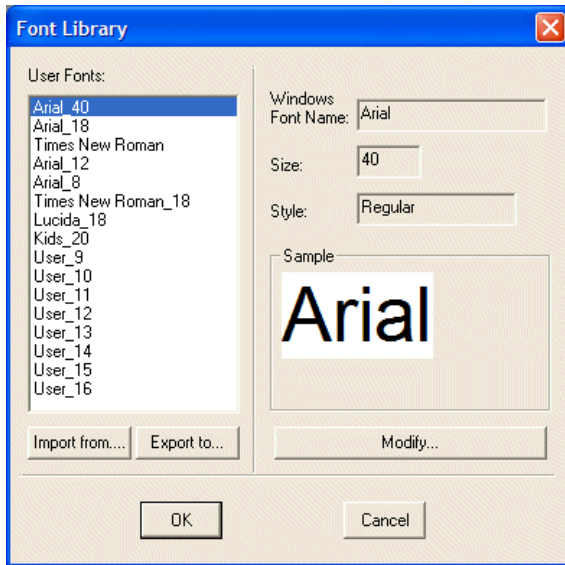 Font Library
User Fonts:
Arial_40
Arial_18
Times New Roman
Arial_12
Arial_8
Times New Roman_18
Lucida_18
Kids_20
User_9
User_10
User_11
User_12
User_13
User_14
User_15
User_16
Import from....
Export to...
Windows
Font Name:
Arial
Size:
40
Style:
Regular
Sample
Arial
Modify...
OK
Cancel